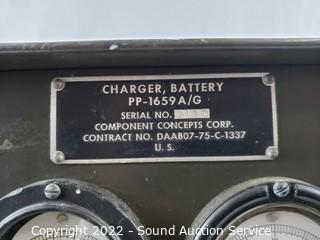 CHARGER, BATTERY
PP-1659A/G
SERIAL NO.
COMPONENT CONCEPTS CORP.
CONTRACT NO. DAAB07-75-C-1337
U. S.
Copyright 2022 - Sound Auction Service